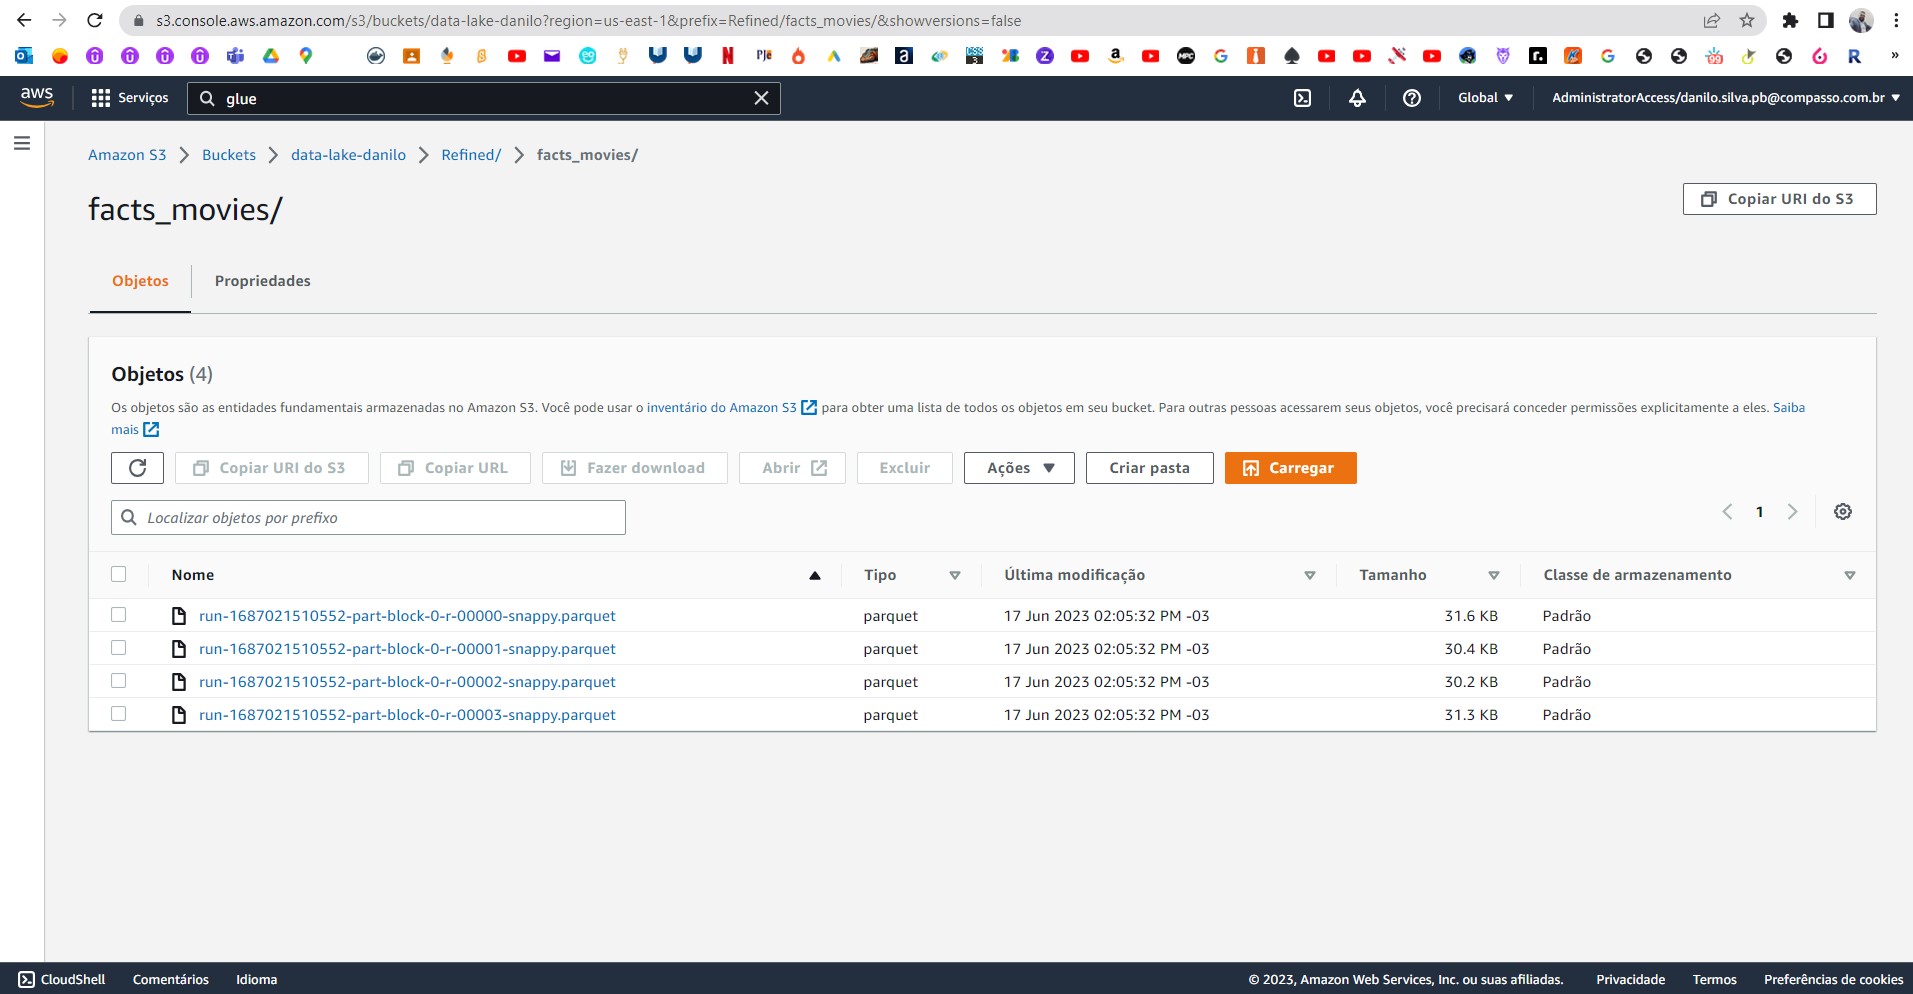 s3.console.aws.amazon.com/s3/buckets/data-lake-danilo?region=us-east-1&prefix=Refined/facts_movies/&showversions=false
aws Serviços glue Global AdministratorAccess/danilo.silva.pb@compasso.com.br
Amazon S3 Buckets data-lake-danilo Refined/ facts_movies/
facts_movies/
Copiar URI do S3
Objetos Propriedades
Objetos (4)
Os objetos são as entidades fundamentais armazenadas no Amazon S3. Você pode usar o inventário do Amazon S3 para obter uma lista de todos os objetos em seu bucket. Para outras pessoas acessarem seus objetos, você precisará conceder permissões explicitamente a eles. Saiba
mais
Copiar URI do S3 Copiar URL Fazer download Abrir Excluir Ações Criar pasta Carregar
Localizar objetos por prefixo
1
Nome Tipo Última modificação Tamanho Classe de armazenamento
run-1687021510552-part-block-0-r-00000-snappy.parquet parquet 17 Jun 2023 02:05:32 PM -03 31.6 KB Padrão
run-1687021510552-part-block-0-r-00001-snappy.parquet parquet 17 Jun 2023 02:05:32 PM -03 30.4 KB Padrão
run-1687021510552-part-block-0-r-00002-snappy.parquet parquet 17 Jun 2023 02:05:32 PM -03 30.2 KB Padrão
run-1687021510552-part-block-0-r-00003-snappy.parquet parquet 17 Jun 2023 02:05:32 PM -03 31.3 KB Padrão
CloudShell Comentários Idioma © 2023, Amazon Web Services, Inc. ou suas afiliadas. Privacidade Termos Preferências de cookies